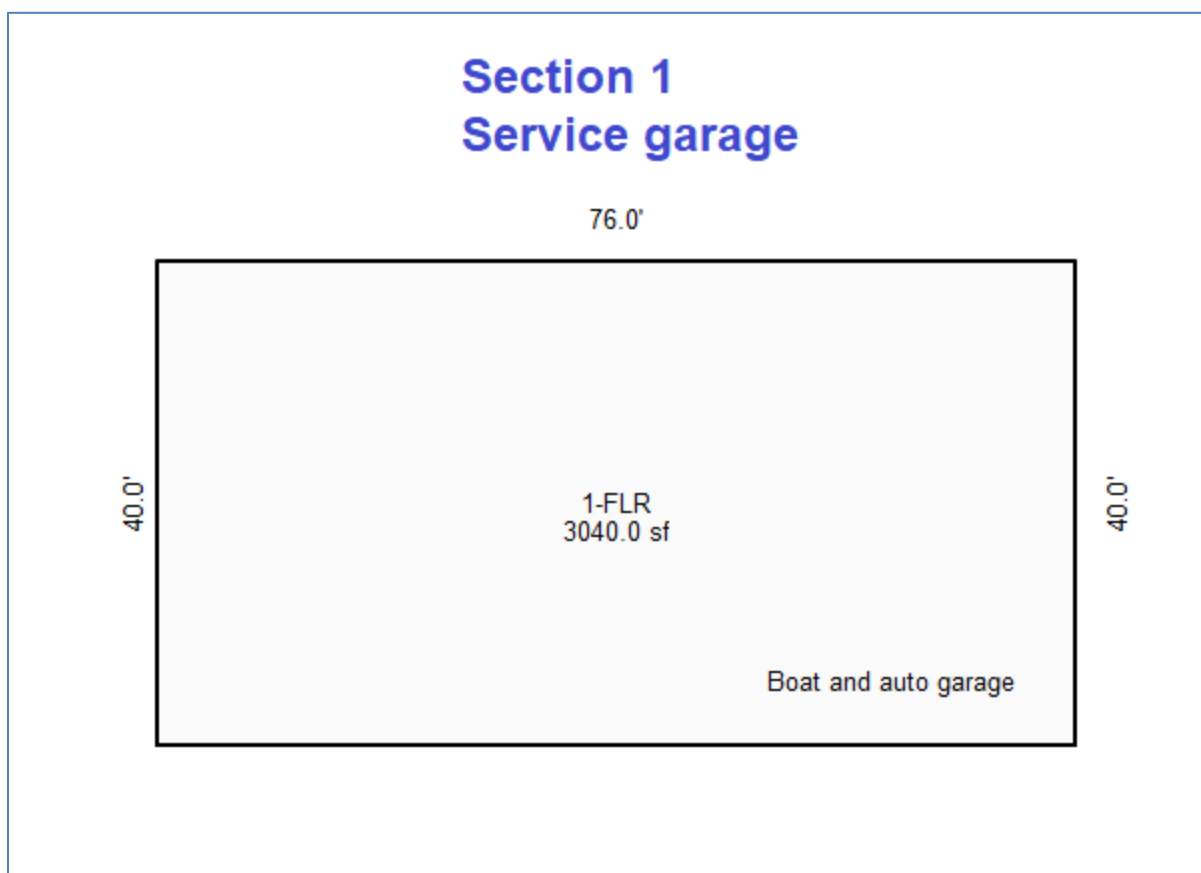 Section 1
Service garage
76.0'
40.0'
1-FLR
3040.0 sf
40.0'
Boat and auto garage